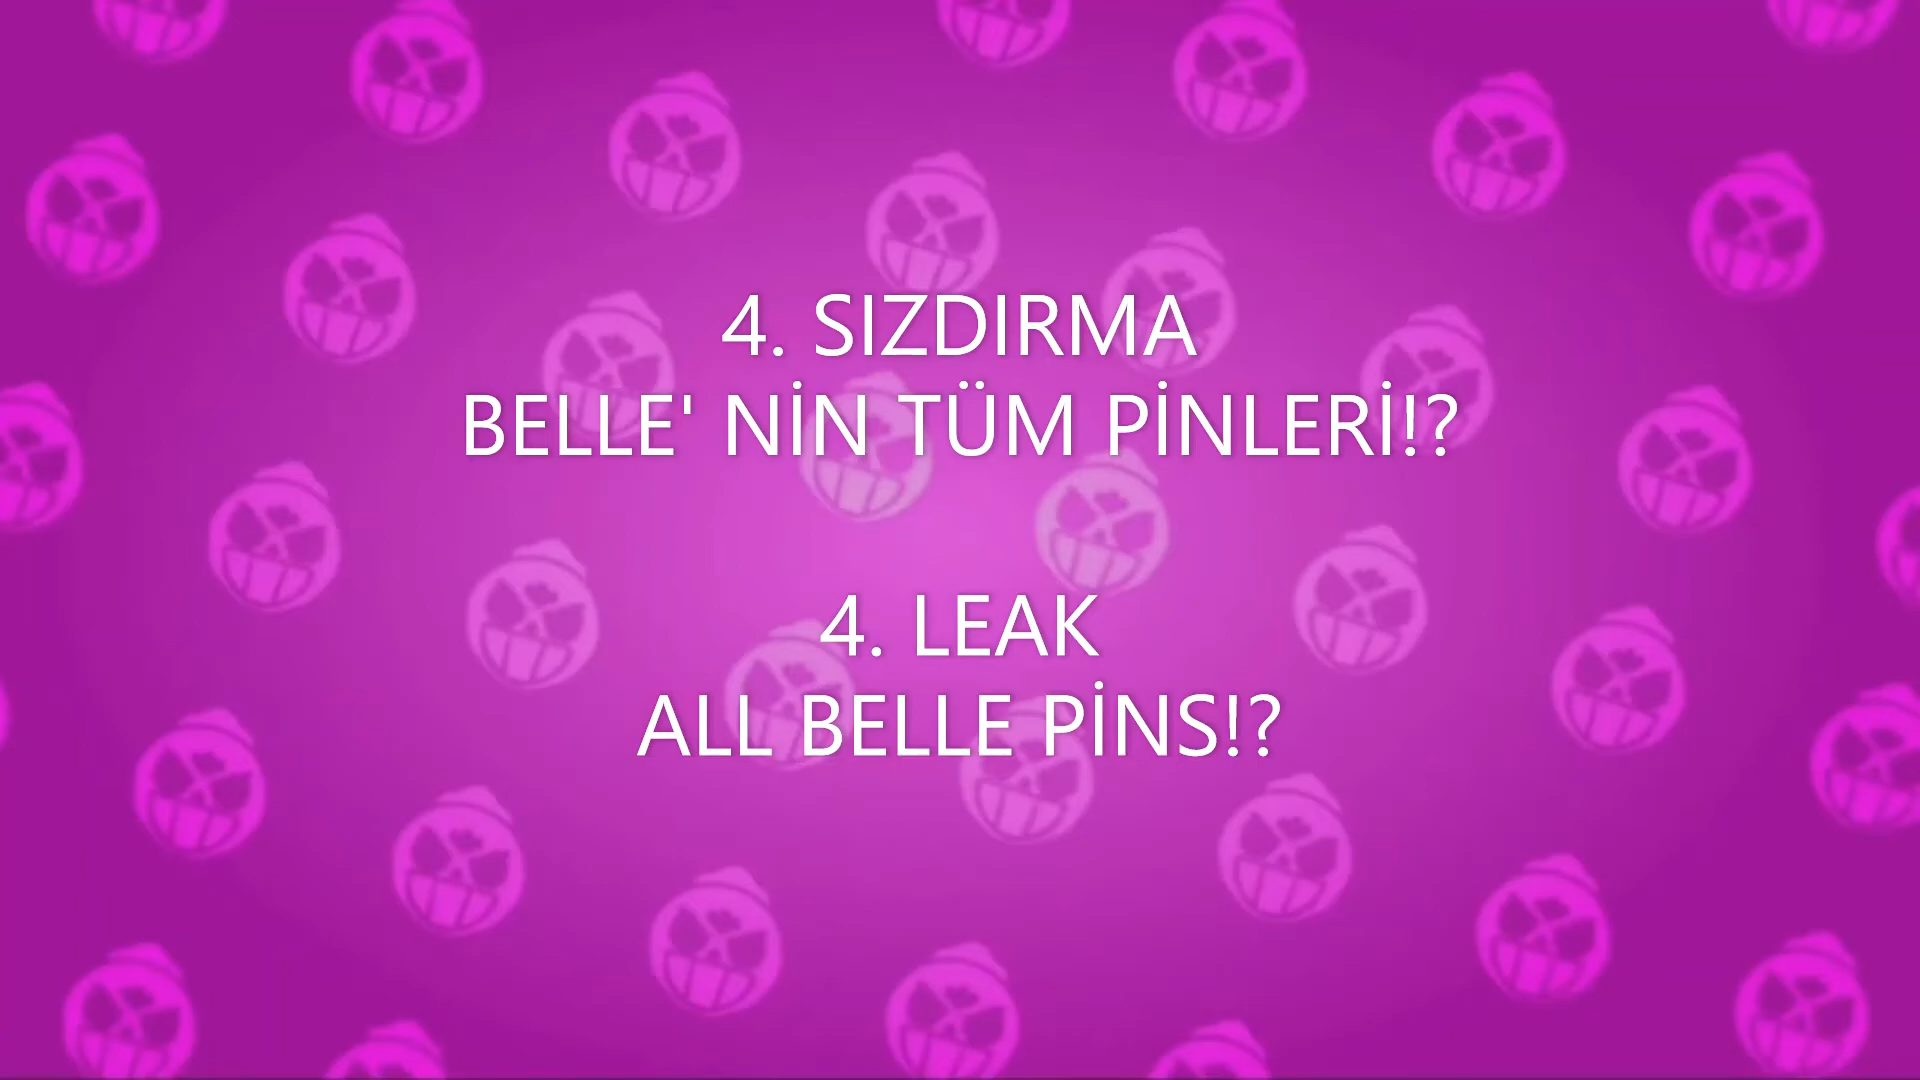 4. SIZDIRMA
BELLE' NİN TÜM PİNLERİ!?
4. LEAK
ALL BELLE PİNS!?